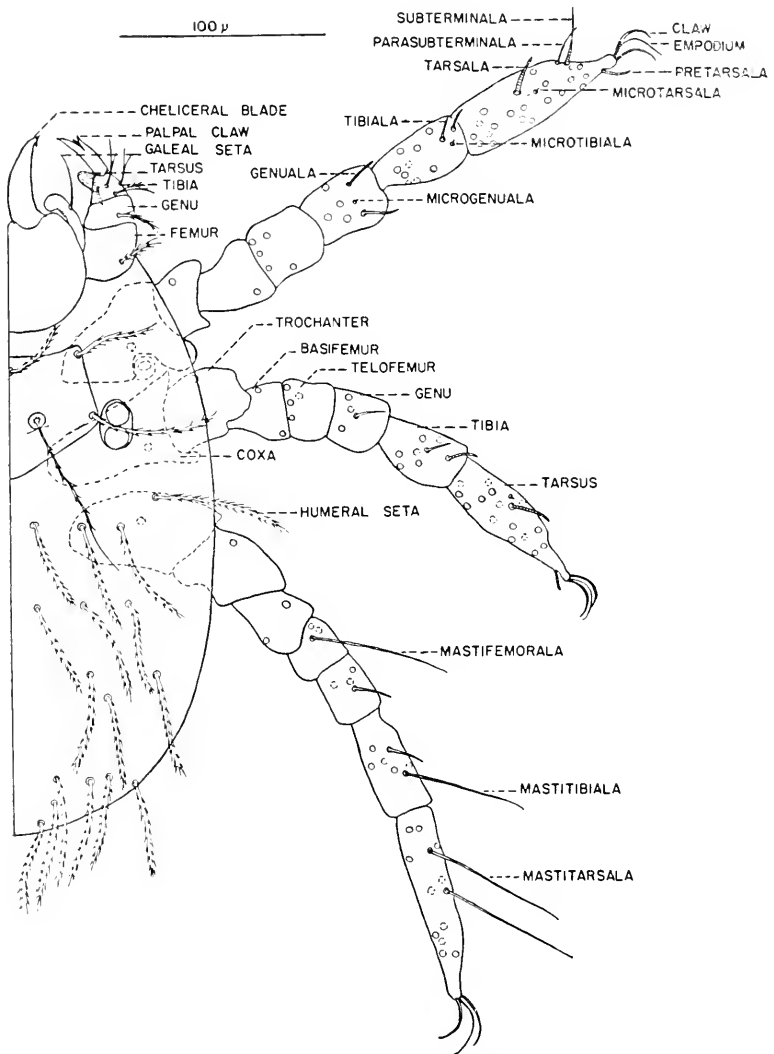 100 μ
SUBTERMINALA
PARASUBTERMINALA
TARSALA
CLAW
EMPODIUM
PRETARSALA
MICROTARSALA
TIBIALA
MICROTIBIALA
GENUALA
MICROGENUALA
CHELICERAL BLADE
PALPAL CLAW
GALEAL SETA
TARSUS
TIBIA
GENU
FEMUR
TROCHANTER
BASIFEMUR
TELOFEMUR
GENU
TIBIA
TARSUS
COXA
HUMERAL SETA
MASTIFEMORALA
MASTITIBIALA
MASTITARSALA